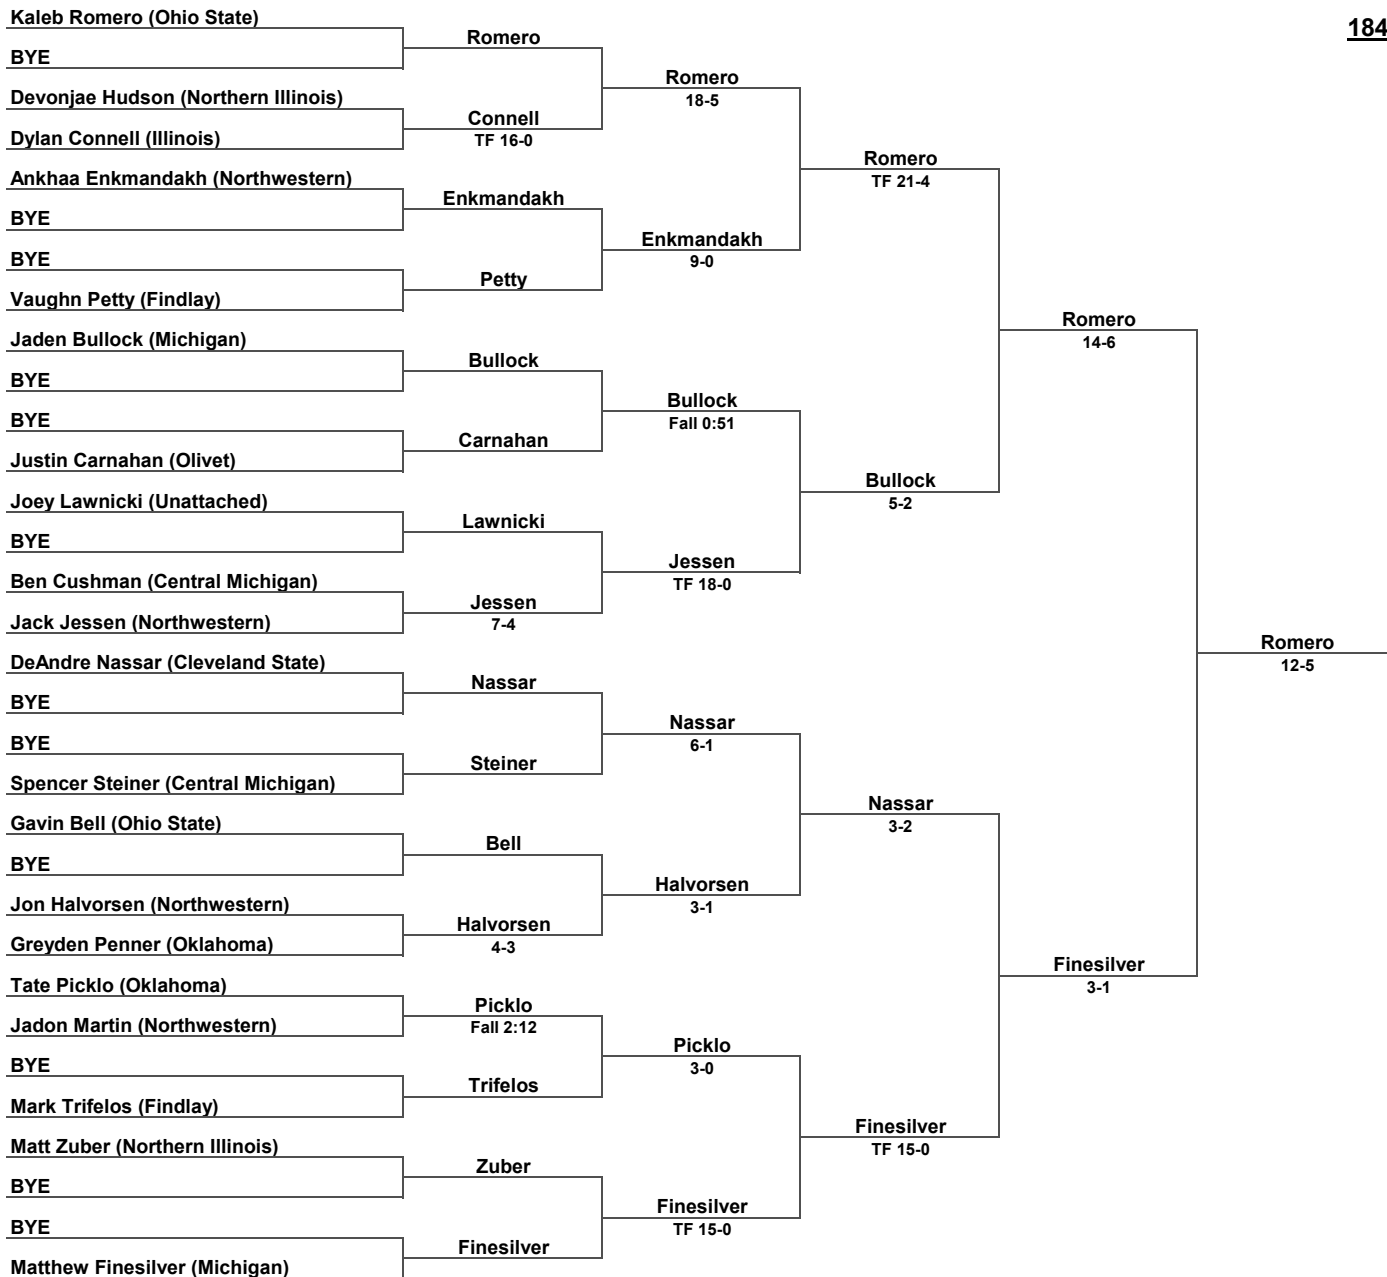 Kaleb Romero (Ohio State)
184
Romero
BYE
Romero
18-5
Devonjae Hudson (Northern Illinois)
Connell
TF 16-0
Dylan Connell (Illinois)
Romero
TF 21-4
Ankhaa Enkmandakh (Northwestern)
Enkmandakh
BYE
Enkmandakh
9-0
BYE
Petty
Vaughn Petty (Findlay)
Romero
14-6
Jaden Bullock (Michigan)
Bullock
BYE
Bullock
Fall 0:51
BYE
Carnahan
Justin Carnahan (Olivet)
Bullock
5-2
Joey Lawnicki (Unattached)
Lawnicki
BYE
Jessen
TF 18-0
Ben Cushman (Central Michigan)
Jessen
7-4
Jack Jessen (Northwestern)
Romero
12-5
DeAndre Nassar (Cleveland State)
Nassar
BYE
Nassar
6-1
BYE
Steiner
Spencer Steiner (Central Michigan)
Nassar
3-2
Gavin Bell (Ohio State)
Bell
BYE
Halvorsen
3-1
Jon Halvorsen (Northwestern)
Halvorsen
4-3
Greyden Penner (Oklahoma)
Finesilver
3-1
Tate Picklo (Oklahoma)
Picklo
Fall 2:12
Jadon Martin (Northwestern)
Picklo
3-0
BYE
Trifelos
Mark Trifelos (Findlay)
Finesilver
TF 15-0
Matt Zuber (Northern Illinois)
Zuber
BYE
Finesilver
TF 15-0
BYE
Finesilver
Matthew Finesilver (Michigan)